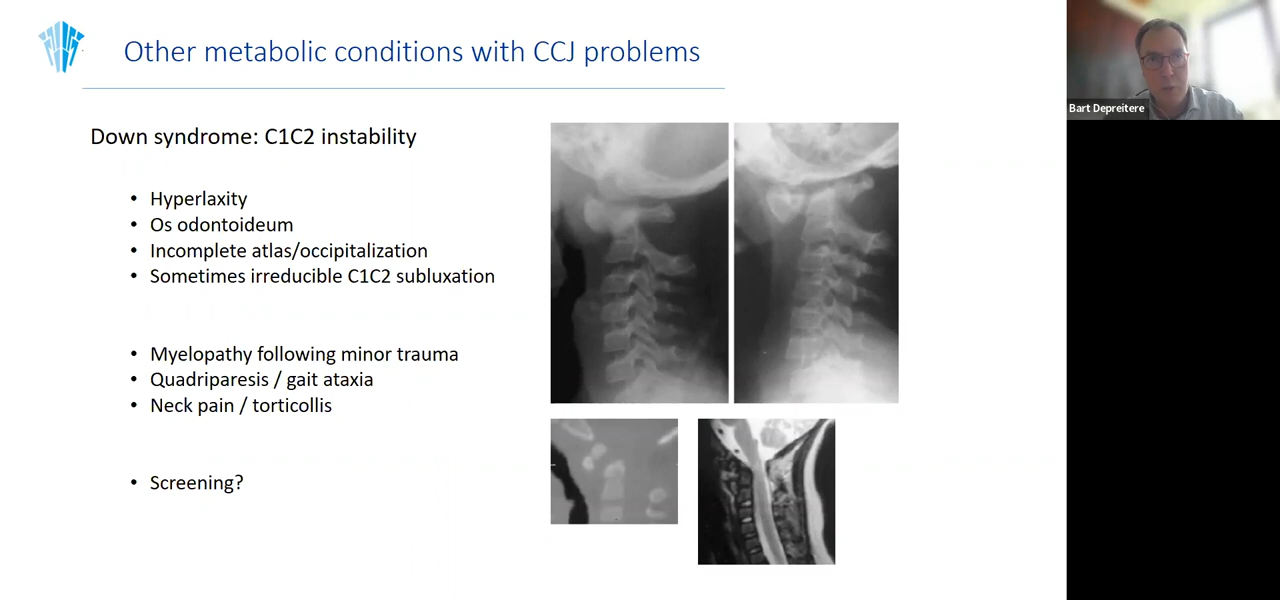 Other metabolic conditions with CCJ problems
Bart Depreitere
Down syndrome: C1C2 instability
• Hyperlaxity
• Os odontoideum
• Incomplete atlas/occipitalization
• Sometimes irreducible C1C2 subluxation
• Myelopathy following minor trauma
• Quadriparesis / gait ataxia
• Neck pain / torticollis
• Screening?